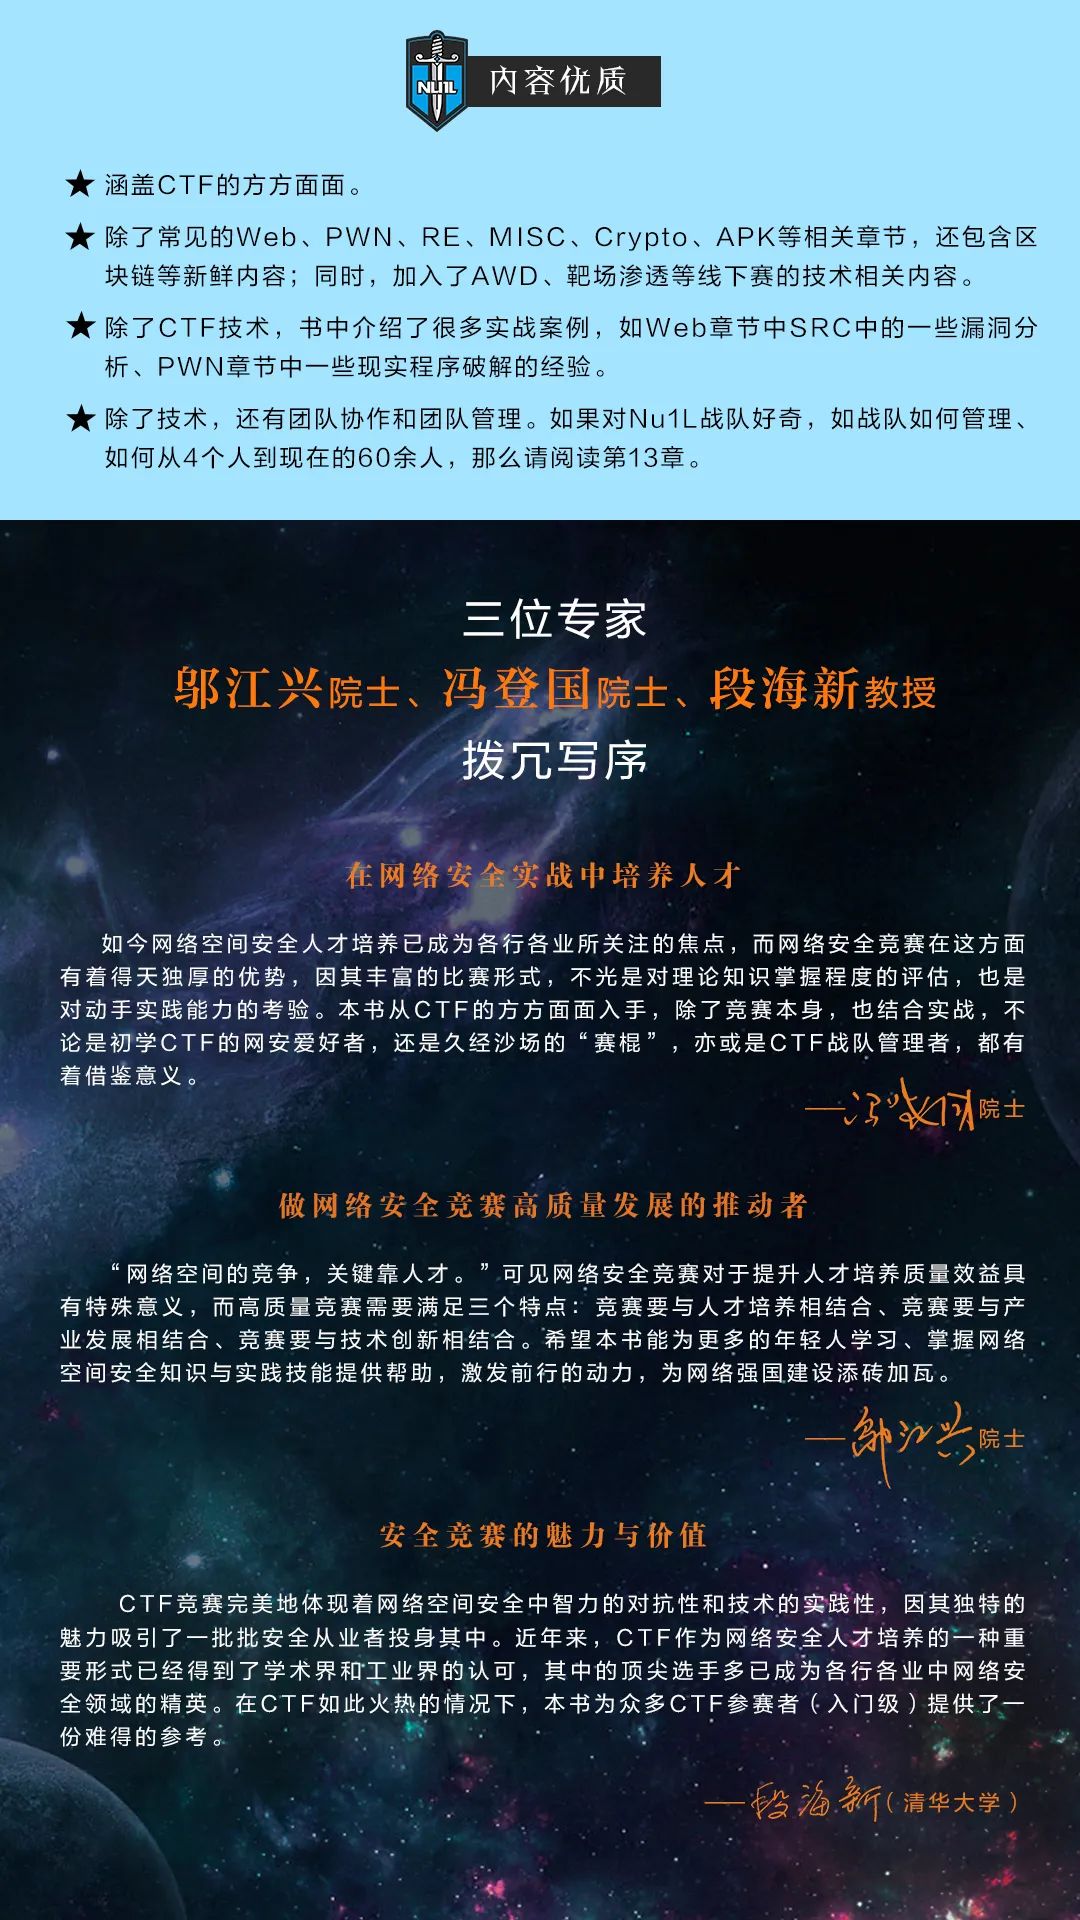 NU1L
内容优质
★ 涵盖CTF的方方面面。
★ 除了常见的Web、PWN、RE、MISC、Crypto、APK等相关章节，还包含区
块链等新鲜内容；同时，加入了AWD、靶场渗透等线下赛的技术相关内容。
★ 除了CTF技术，书中介绍了很多实战案例，如Web章节中SRC中的一些漏洞分
析、PWN章节中一些现实程序破解的经验。
★ 除了技术，还有团队协作和团队管理。如果对Nu1L战队好奇，如战队如何管理、
如何从4个人到现在的60余人，那么请阅读第13章。
三位专家
邬江兴院士、冯登国院士、段海新教授
拨冗写序
在网络安全实战中培养人才
如今网络空间安全人才培养已成为各行各业所关注的焦点，而网络安全竞赛在这方面
有着得天独厚的优势，因其丰富的比赛形式，不光是对理论知识掌握程度的评估，也是
对动手实践能力的考验。本书从CTF的方方面面入手，除了竞赛本身，也结合实战，不
论是初学CTF的网安爱好者，还是久经沙场的“赛棍”，亦或是CTF战队管理者，都有
着借鉴意义。
——冯登国院士
做网络安全竞赛高质量发展的推动者
“网络空间的竞争，关键靠人才。”可见网络安全竞赛对于提升人才培养质量效益具
有特殊意义，而高质量竞赛需要满足三个特点：竞赛要与人才培养相结合、竞赛要与产
业发展相结合、竞赛要与技术创新相结合。希望本书能为更多的年轻人学习、掌握网络
空间安全知识与实践技能提供帮助，激发前行的动力，为网络强国建设添砖加瓦。
——邬江兴院士
安全竞赛的魅力与价值
CTF竞赛完美地体现着网络空间安全中智力的对抗性和技术的实践性，因其独特的
魅力吸引了一批批安全从业者投身其中。近年来，CTF作为网络安全人才培养的一种重
要形式已经得到了学术界和工业界的认可，其中的顶尖选手多已成为各行各业中网络安
全领域的精英。在CTF如此火热的情况下，本书为众多CTF参赛者（入门级）提供了一
份难得的参考。
——段海新（清华大学）